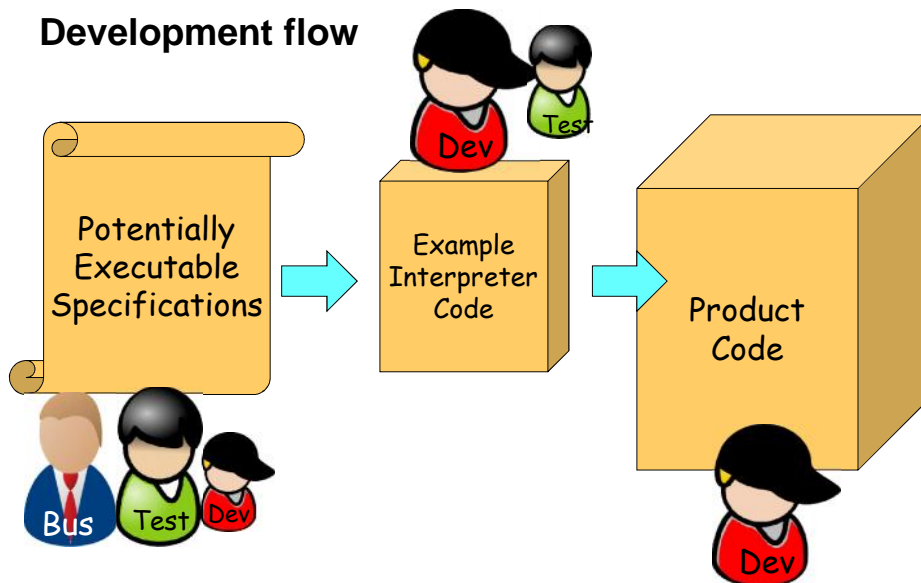 Development flow
Dev
Test
Potentially
Executable
Specifications
Example
Interpreter
Code
Product
Code
Bus
Test
Dev
Dev